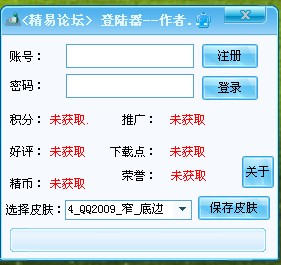 <精易论坛> 登陆器--作者.
账号： 注册
密码： 登录
积分： 未获取. 推广： 未获取
好评： 未获取 下载点： 未获取
荣誉： 未获取
精币： 未获取 关于
选择皮肤： 4_QQ2009_窄_底边 保存皮肤